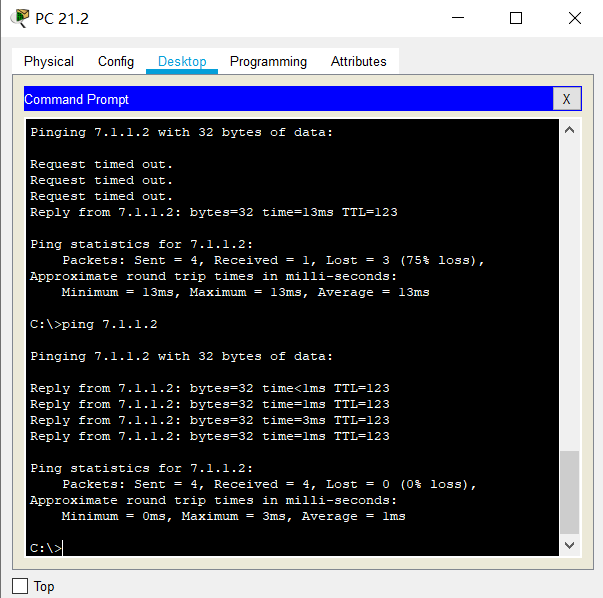 PC 21.2
Physical Config Desktop Programming Attributes
Command Prompt X
Pinging 7.1.1.2 with 32 bytes of data:
Request timed out.
Request timed out.
Request timed out.
Reply from 7.1.1.2: bytes=32 time=13ms TTL=123
Ping statistics for 7.1.1.2:
Packets: Sent = 4, Received = 1, Lost = 3 (75% loss),
Approximate round trip times in milli-seconds:
Minimum = 13ms, Maximum = 13ms, Average = 13ms
C:\>ping 7.1.1.2
Pinging 7.1.1.2 with 32 bytes of data:
Reply from 7.1.1.2: bytes=32 time<1ms TTL=123
Reply from 7.1.1.2: bytes=32 time=1ms TTL=123
Reply from 7.1.1.2: bytes=32 time=3ms TTL=123
Reply from 7.1.1.2: bytes=32 time=1ms TTL=123
Ping statistics for 7.1.1.2:
Packets: Sent = 4, Received = 4, Lost = 0 (0% loss),
Approximate round trip times in milli-seconds:
Minimum = 0ms, Maximum = 3ms, Average = 1ms
C:\>
Top